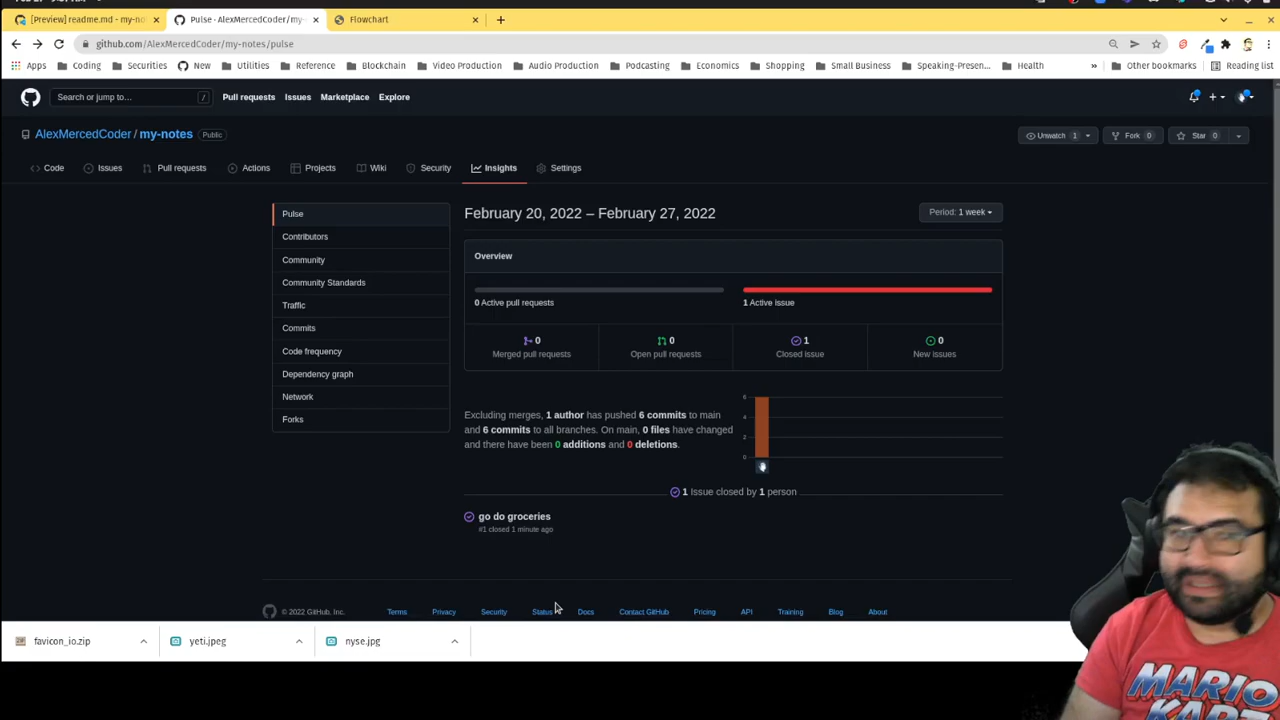 [Preview] readme.md - my-no
Pulse · AlexMercedCoder/my-
Flowchart
github.com/AlexMercedCoder/my-notes/pulse
Apps Coding Securities New Utilities Reference Blockchain Video Production Audio Production Podcasting Economics Shopping Small Business Speaking-Presen... Health » Other bookmarks Reading list
Search or jump to... / Pull requests Issues Marketplace Explore
AlexMercedCoder / my-notes Public
Unwatch 1 Fork 0 Star 0
Code Issues Pull requests Actions Projects Wiki Security Insights Settings
Pulse
Contributors
Community
Community Standards
Traffic
Commits
Code frequency
Dependency graph
Network
Forks
February 20, 2022 – February 27, 2022
Period: 1 week
Overview
0 Active pull requests
1 Active issue
0
Merged pull requests
0
Open pull requests
1
Closed issue
0
New issues
Excluding merges, 1 author has pushed 6 commits to main
and 6 commits to all branches. On main, 0 files have changed
and there have been 0 additions and 0 deletions.
6
4
2
0
1 Issue closed by 1 person
go do groceries
#1 closed 1 minute ago
© 2022 GitHub, Inc. Terms Privacy Security Status Docs Contact GitHub Pricing API Training Blog About
favicon_io.zip
yeti.jpeg
nyse.jpg
MARIO
KART